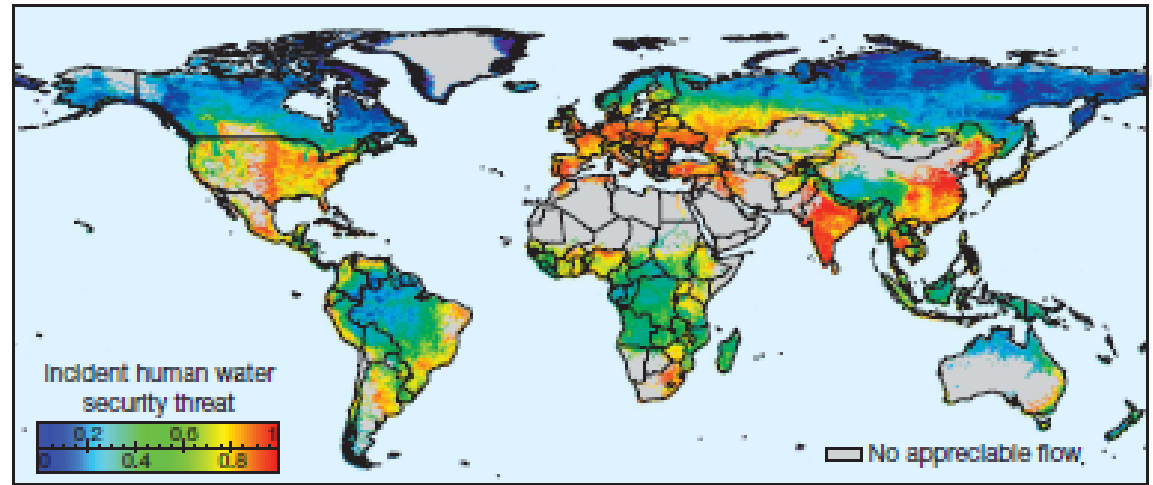 Incident human water
security threat
0.2 0.6 1
0 0.4 0.8
No appreciable flow